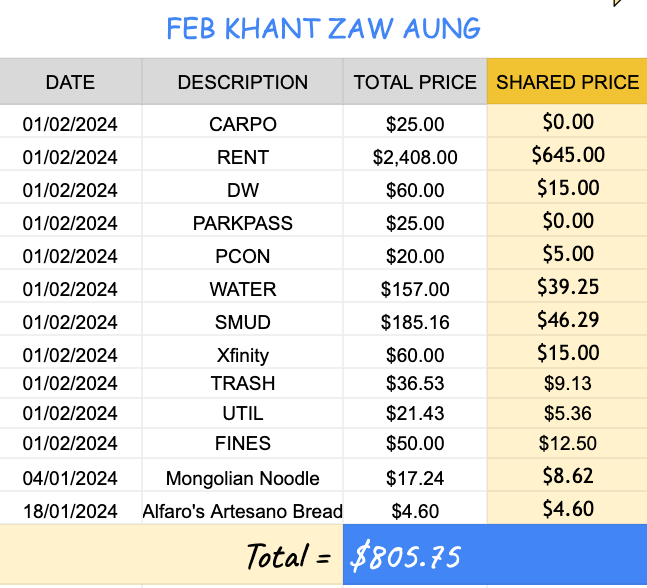 FEB KHANT ZAW AUNG
DATE DESCRIPTION TOTAL PRICE SHARED PRICE
01/02/2024 CARPO $25.00 $0.00
01/02/2024 RENT $2,408.00 $645.00
01/02/2024 DW $60.00 $15.00
01/02/2024 PARKPASS $25.00 $0.00
01/02/2024 PCON $20.00 $5.00
01/02/2024 WATER $157.00 $39.25
01/02/2024 SMUD $185.16 $46.29
01/02/2024 Xfinity $60.00 $15.00
01/02/2024 TRASH $36.53 $9.13
01/02/2024 UTIL $21.43 $5.36
01/02/2024 FINES $50.00 $12.50
04/01/2024 Mongolian Noodle $17.24 $8.62
18/01/2024 Alfaro's Artesano Bread $4.60 $4.60
Total = $805.75